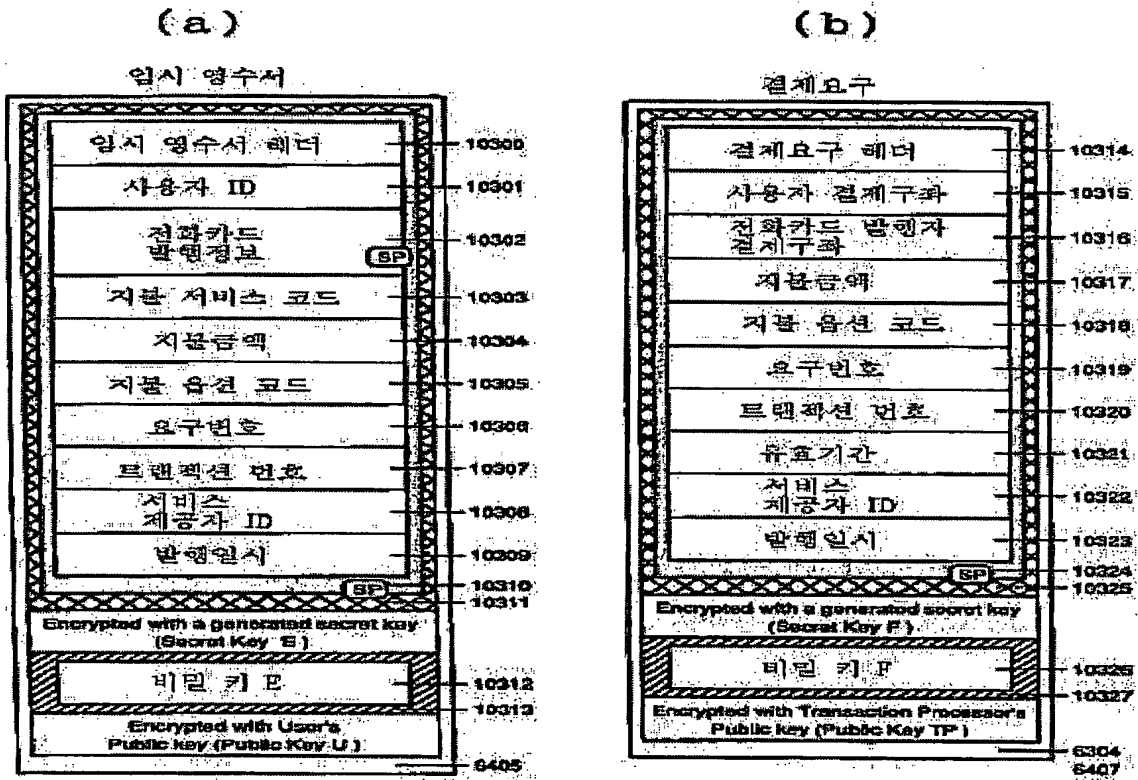 (a)
임시 영수서
임시 영수서 헤더
10300
사용자 ID
10301
전화카드
발행정보
10302
SP
지불 서비스 코드
10303
지불금액
10304
지불 옵션 코드
10305
요구번호
10306
트랜잭션 번호
10307
서비스
제공자 ID
10308
발행일시
10309
SP
10310
10311
Encrypted with a generated secret key
(Secret Key E)
비밀 키 E
10312
10313
Encrypted with User's
Public key (Public Key U)
6405
(b)
결제요구
결제요구 헤더
10314
사용자 결제구좌
10315
전화카드 발행자
결제구좌
10316
지불금액
10317
지불 옵션 코드
10318
요구번호
10319
트랜잭션 번호
10320
유효기간
10321
서비스
제공자 ID
10322
발행일시
10323
SP
10324
10325
Encrypted with a generated secret key
(Secret Key F)
비밀 키 F
10326
10327
Encrypted with Transaction Processor's
Public key (Public Key TP)
6304
6407